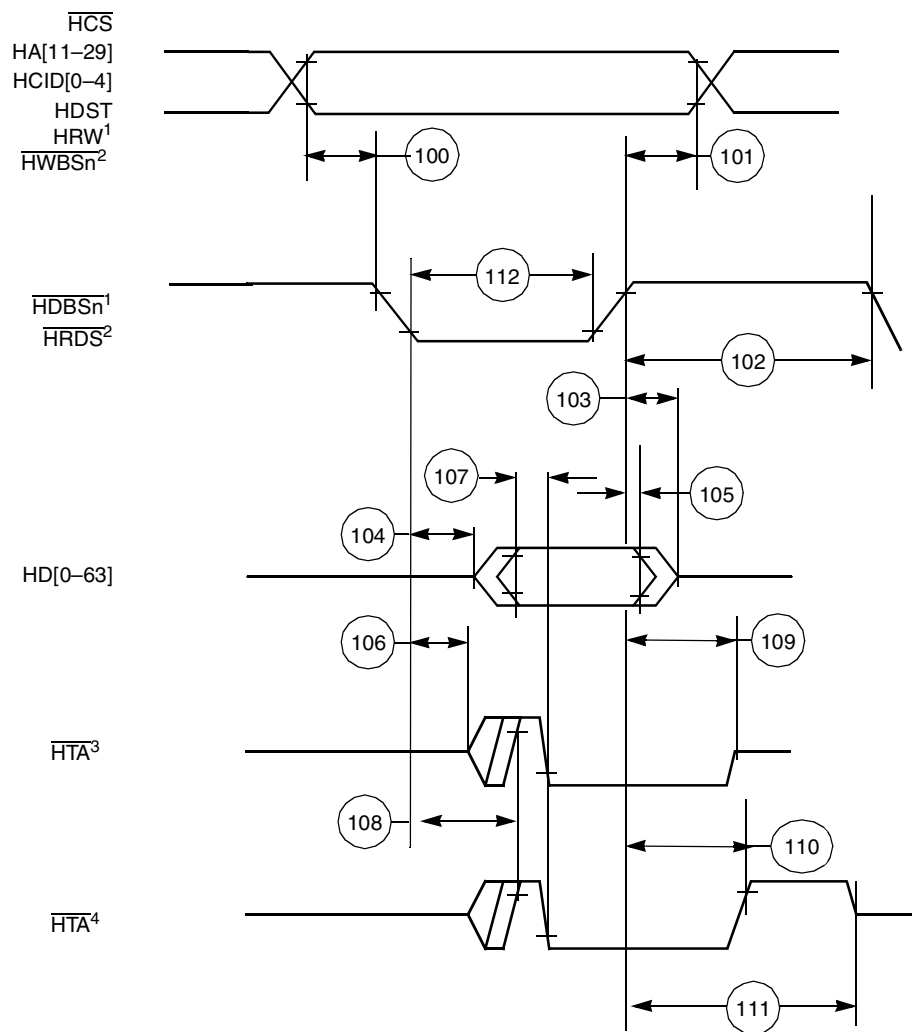 HCS
HA[11–29]
HCID[0–4]
HDST
HRW¹
HWBSn²
100
101
112
HDBSn¹
HRDS²
102
103
107
105
104
HD[0–63]
106
109
HTA³
108
110
HTA⁴
111